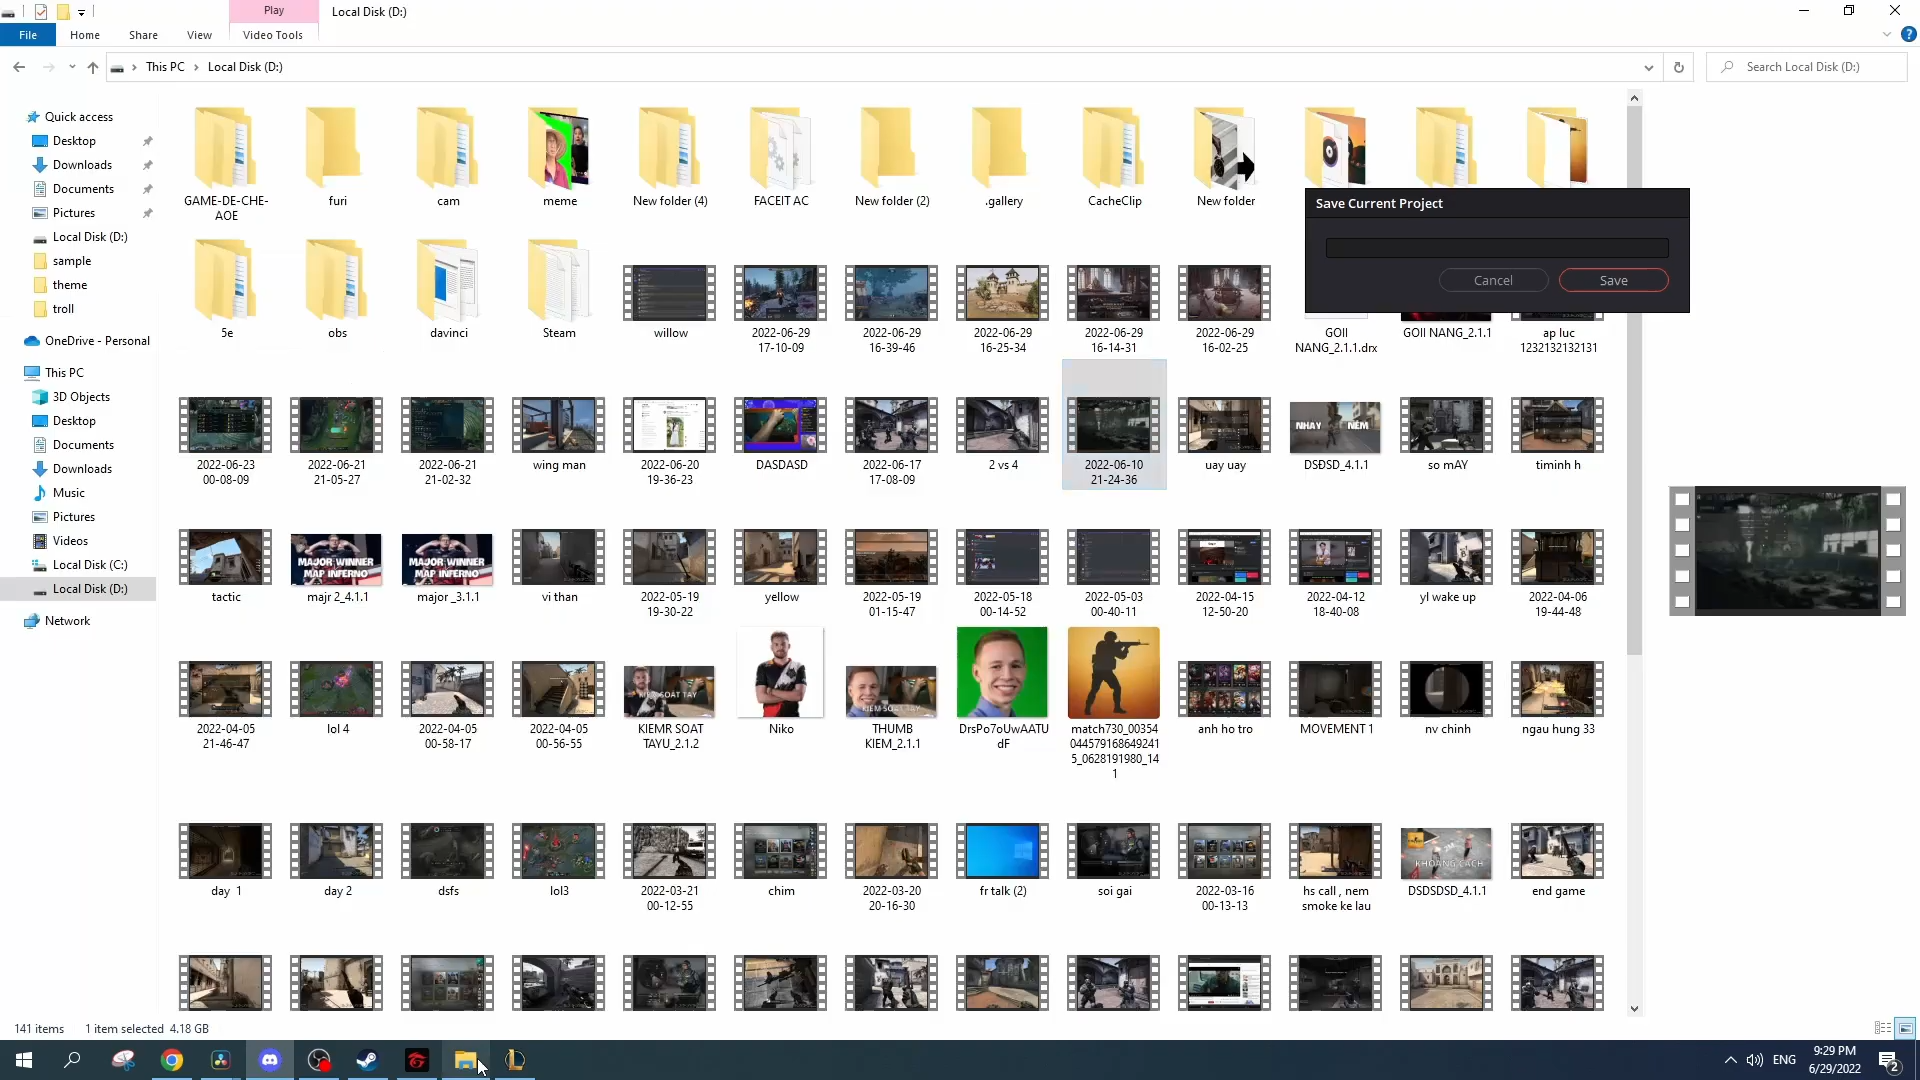 Play
Local Disk (D:)
File
Home
Share
View
Video Tools
This PC
Local Disk (D:)
Search Local Disk (D:)
Quick access
Desktop
Downloads
Documents
Pictures
Local Disk (D:)
sample
theme
troll
OneDrive - Personal
This PC
3D Objects
Desktop
Documents
Downloads
Music
Pictures
Videos
Local Disk (C:)
Local Disk (D:)
Network
GAME-DE-CHE-
AOE
furi
cam
meme
New folder (4)
FACEIT AC
New folder (2)
.gallery
CacheClip
New folder
Save Current Project
Cancel
Save
5e
obs
davinci
Steam
willow
2022-06-29
17-10-09
2022-06-29
16-39-46
2022-06-29
16-25-34
2022-06-29
16-14-31
2022-06-29
16-02-25
GOII
NANG_2.1.1.drx
GOII NANG_2.1.1
ap luc
1232132132131
2022-06-23
00-08-09
2022-06-21
21-05-27
2022-06-21
21-02-32
wing man
2022-06-20
19-36-23
DASDASD
2022-06-17
17-08-09
2 vs 4
2022-06-10
21-24-36
uay uay
NHAY NÉM
DSĐSD_4.1.1
so mAY
timinh h
tactic
MAJOR WINNER
MAP INFERNO
majr 2_4.1.1
MAJOR WINNER
MAP INFERNO
major _3.1.1
vi than
2022-05-19
19-30-22
yellow
2022-05-19
01-15-47
2022-05-18
00-14-52
2022-05-03
00-40-11
2022-04-15
12-50-20
2022-04-12
18-40-08
yl wake up
2022-04-06
19-44-48
2022-04-05
21-46-47
lol 4
2022-04-05
00-58-17
2022-04-05
00-56-55
KIEMR SOAT
TAYU_2.1.2
Niko
THUMB
KIEM_2.1.1
DrsPo7oUwAATU
dF
match730_00354
044579168649241
5_0628191980_14
1
anh ho tro
MOVEMENT 1
nv chinh
ngau hung 33
day  1
day 2
dsfs
lol3
2022-03-21
00-12-55
chim
2022-03-20
20-16-30
fr talk (2)
soi gai
2022-03-16
00-13-13
hs call , nem
smoke ke lau
KHOẢNG CÁCH
DSDSDSD_4.1.1
end game
141 items
1 item selected  4.18 GB
ENG
9:29 PM
6/29/2022
2